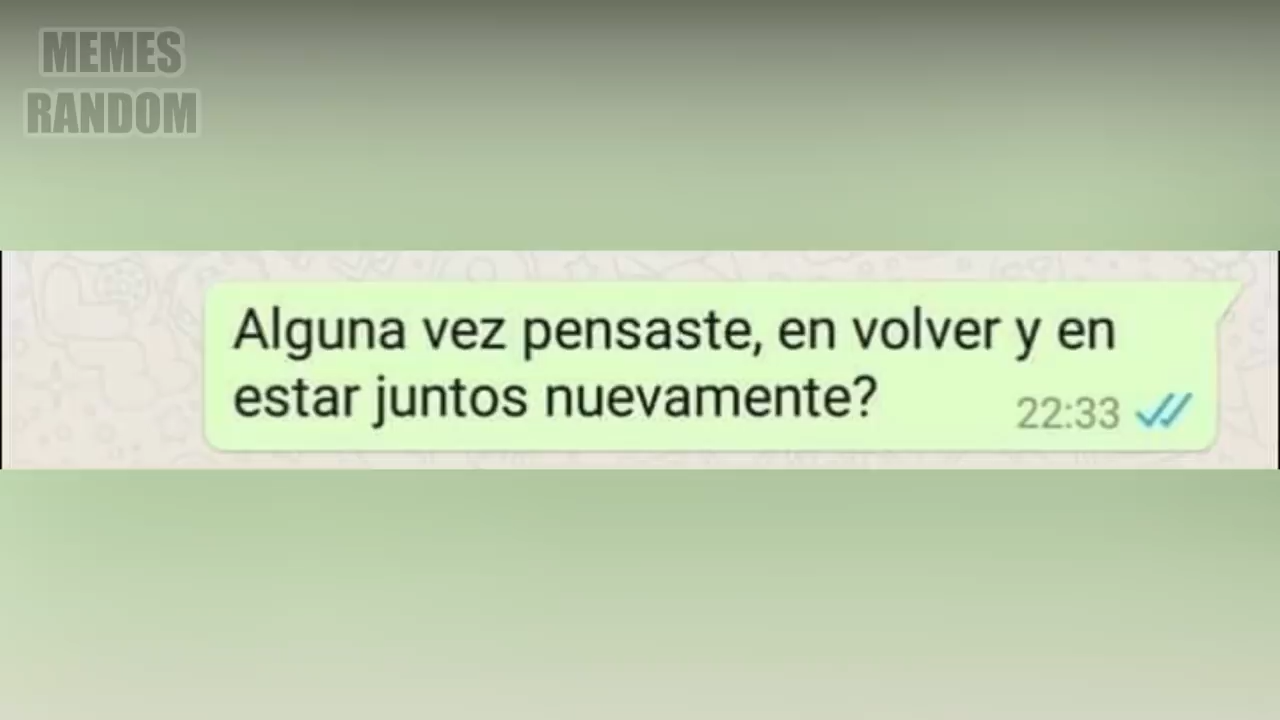 MEMES
RANDOM
Alguna vez pensaste, en volver y en
estar juntos nuevamente?
22:33